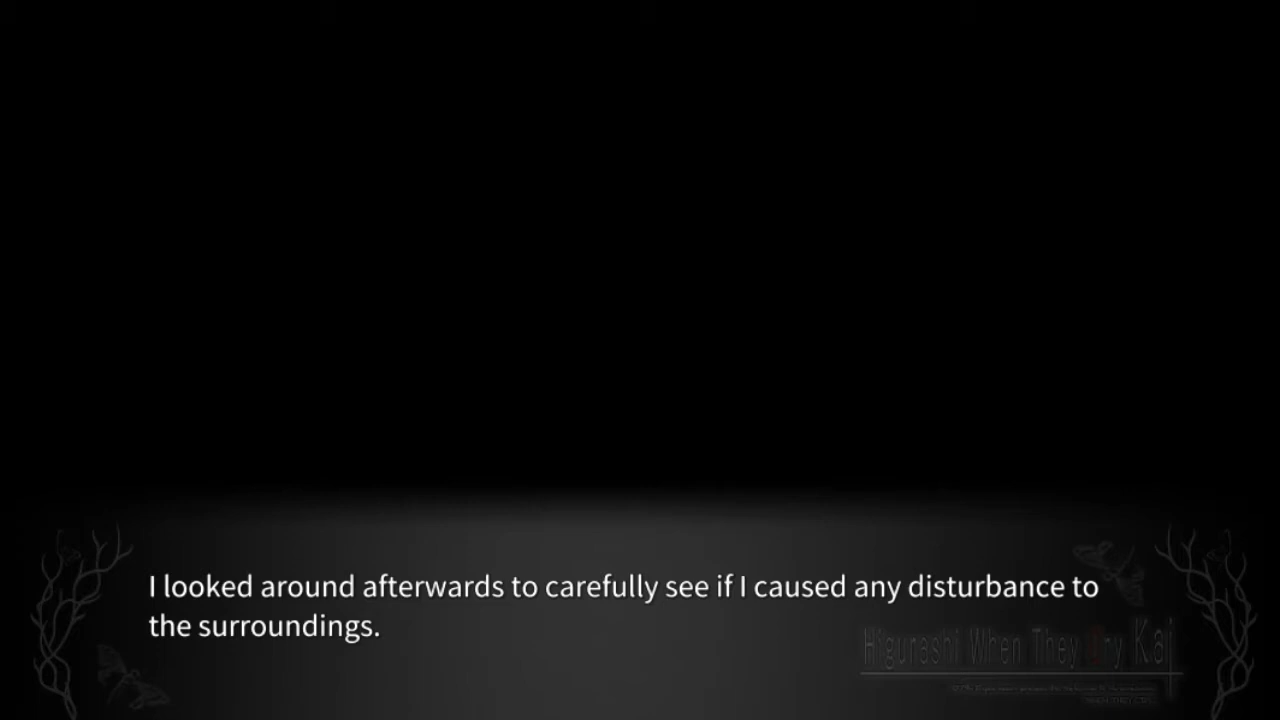 I looked around afterwards to carefully see if I caused any disturbance to
the surroundings.
Higurashi When They Cry Kai